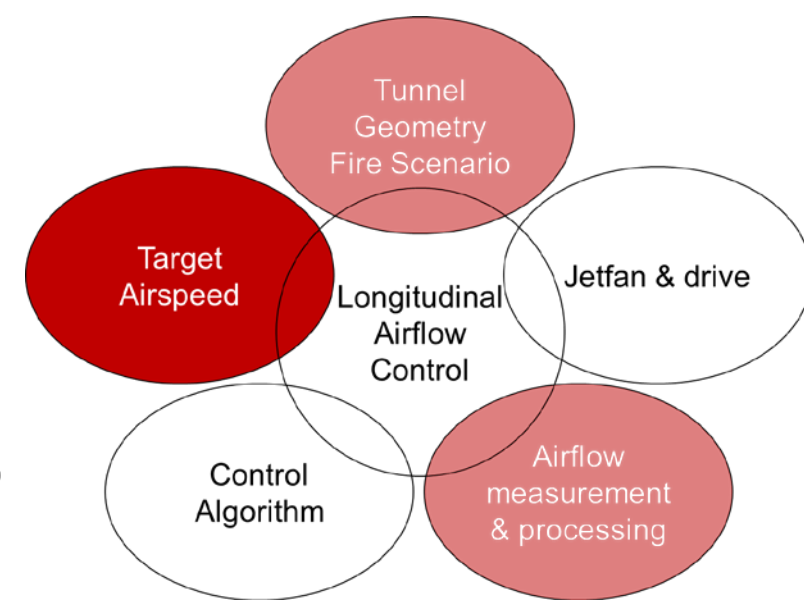 Tunnel
Geometry
Fire Scenario
Target
Airspeed
Jetfan & drive
Longitudinal
Airflow
Control
Control
Algorithm
Airflow
measurement
& processing